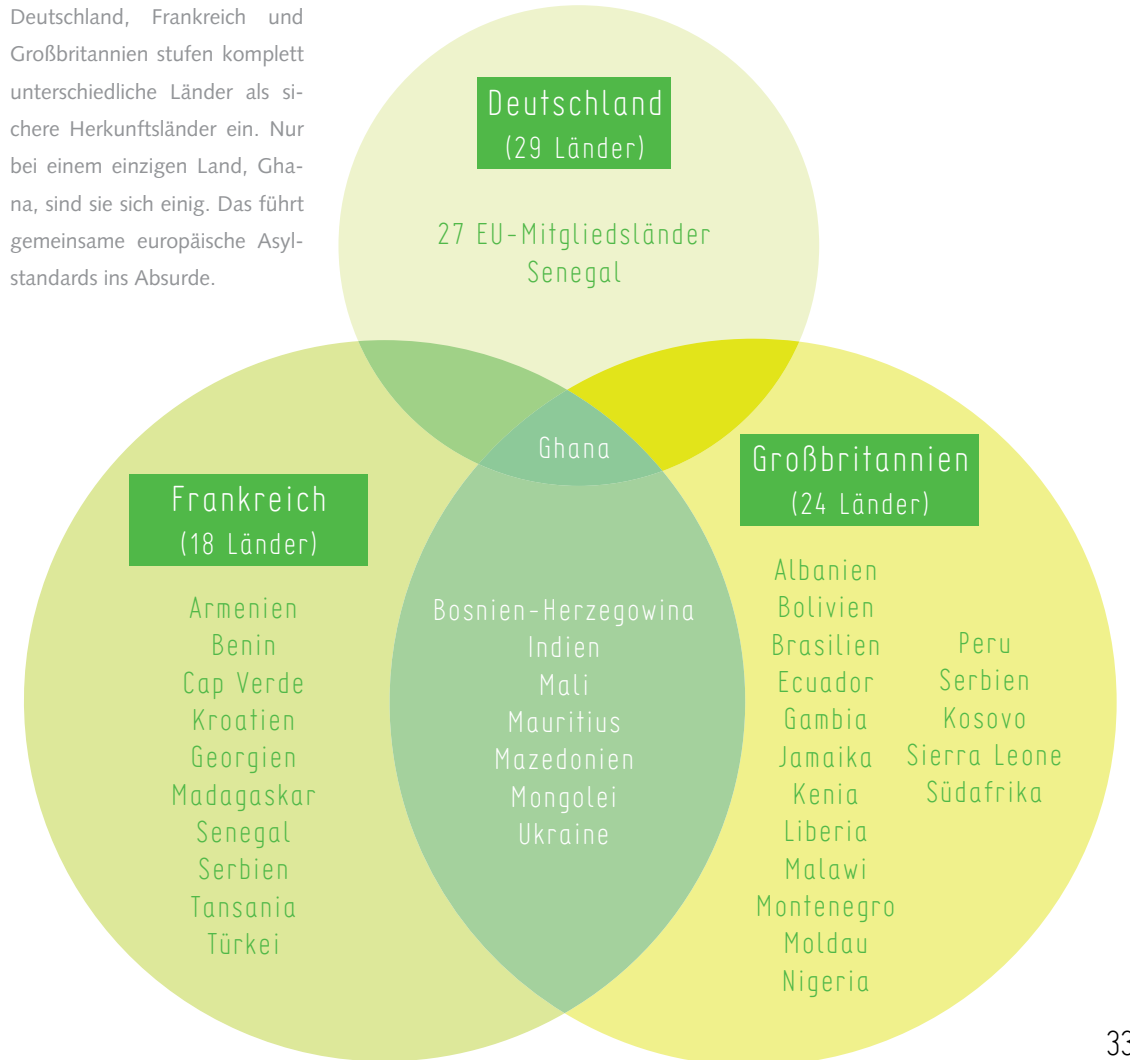 Deutschland, Frankreich und
Großbritannien stufen komplett
unterschiedliche Länder als si-
chere Herkunftsländer ein. Nur
bei einem einzigen Land, Gha-
na, sind sie sich einig. Das führt
gemeinsame europäische Asyl-
standards ins Absurde.
Deutschland
(29 Länder)
27 EU-Mitgliedsländer
Senegal
Ghana
Frankreich
(18 Länder)
Armenien
Benin
Cap Verde
Kroatien
Georgien
Madagaskar
Senegal
Serbien
Tansania
Türkei
Bosnien-Herzegowina
Indien
Mali
Mauritius
Mazedonien
Mongolei
Ukraine
Großbritannien
(24 Länder)
Albanien
Bolivien
Brasilien
Ecuador
Gambia
Jamaika
Kenia
Liberia
Malawi
Montenegro
Moldau
Nigeria
Peru
Serbien
Kosovo
Sierra Leone
Südafrika
33